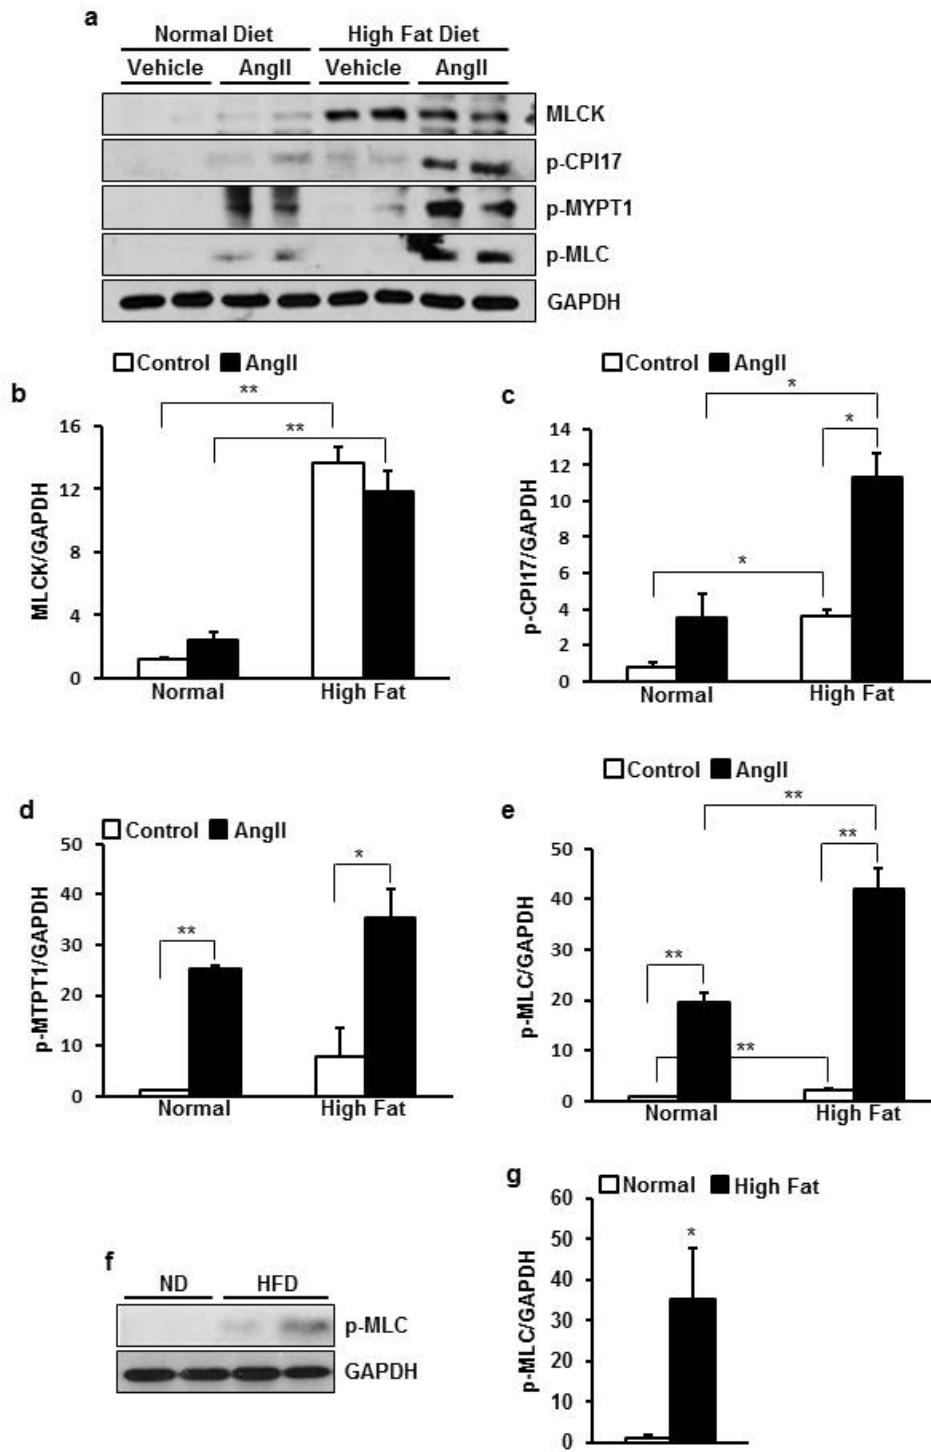 a
Normal Diet High Fat Diet
Vehicle AngII Vehicle AngII
MLCK
p-CPI17
p-MYPT1
p-MLC
GAPDH
Control AngII
b
** 
**
MLCK/GAPDH
16
12
8
4
0
Normal High Fat
Control AngII
c
*
*
*
p-CPI17/GAPDH
14
12
10
8
6
4
2
0
Normal High Fat
d
Control AngII
**
*
p-MTPT1/GAPDH
50
40
30
20
10
0
Normal High Fat
Control AngII
e
**
**
**
**
p-MLC/GAPDH
50
40
30
20
10
0
Normal High Fat
f
ND HFD
p-MLC
GAPDH
g
Normal High Fat
*
p-MLC/GAPDH
60
50
40
30
20
10
0